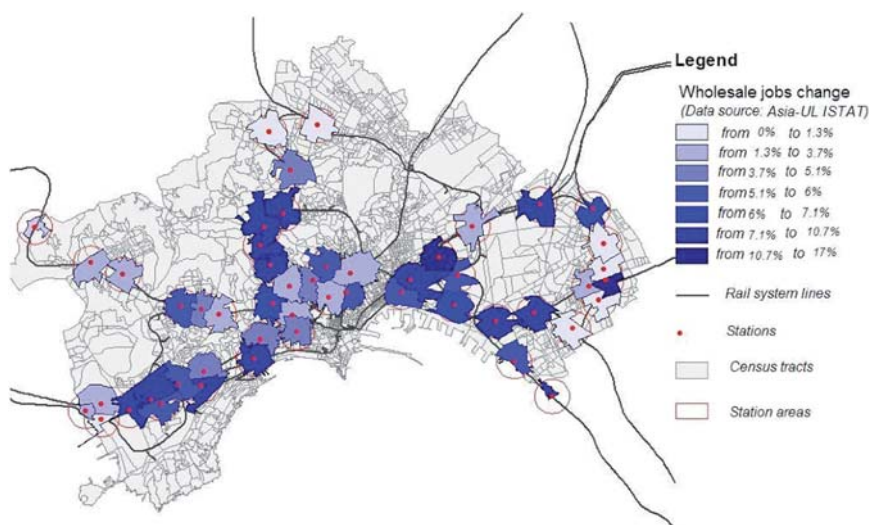 Legend
Wholesale jobs change
(Data source: Asia-UL ISTAT)
from 0% to 1.3%
from 1.3% to 3.7%
from 3.7% to 5.1%
from 5.1% to 6%
from 6% to 7.1%
from 7.1% to 10.7%
from 10.7% to 17%
Rail system lines
Stations
Census tracts
Station areas